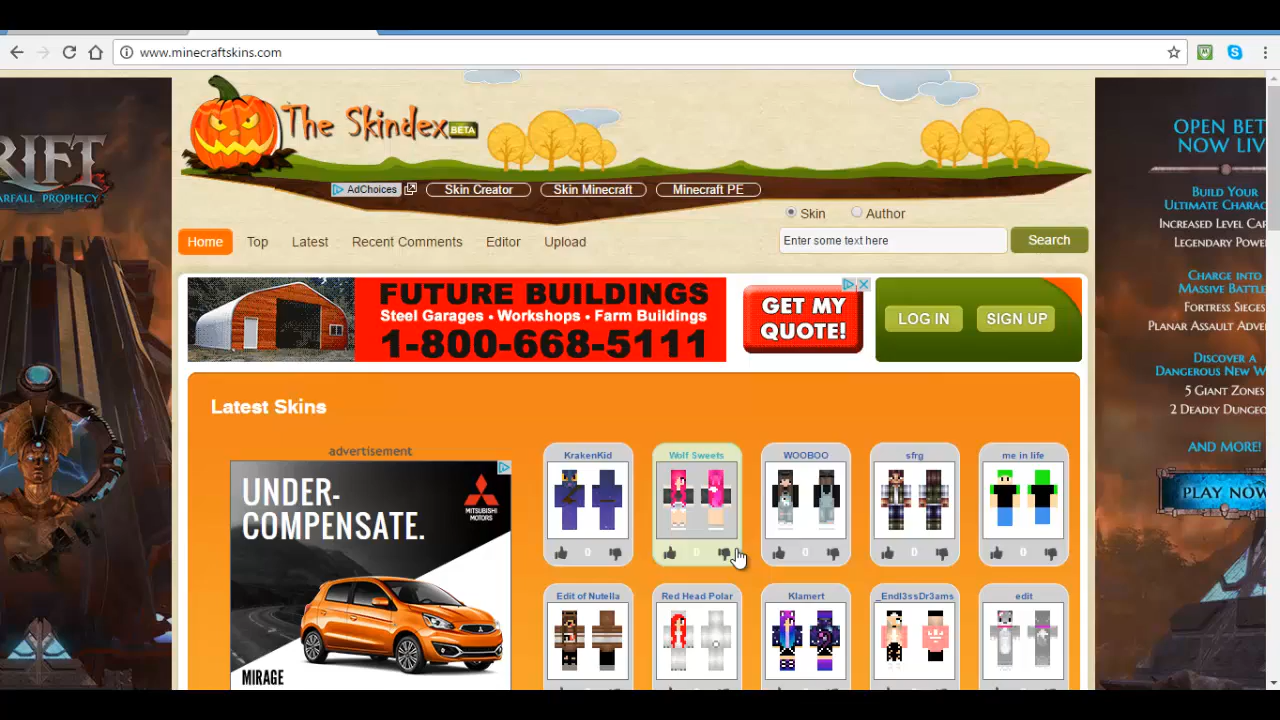 www.minecraftskins.com
The Skindex BETA
AdChoices
Skin Creator
Skin Minecraft
Minecraft PE
Skin
Author
Home
Top
Latest
Recent Comments
Editor
Upload
Enter some text here
Search
RIFT
ARFALL PROPHECY
OPEN BET
NOW LIV
BUILD YOUR
ULTIMATE CHARAC
INCREASED LEVEL CAP
LEGENDARY POWE
CHARGE INTO
MASSIVE BATTLE
FORTRESS SIEGES
PLANAR ASSAULT ADVE
DISCOVER A
DANGEROUS NEW W
5 GIANT ZONES
2 DEADLY DUNGEO
AND MORE!
PLAY NOW
FUTURE BUILDINGS
Steel Garages • Workshops • Farm Buildings
1-800-668-5111
GET MY
QUOTE!
LOG IN
SIGN UP
Latest Skins
advertisement
UNDER-
COMPENSATE.
MITSUBISHI
MOTORS
MIRAGE
KrakenKid
Wolf Sweets
WOOBOO
sfrg
me in life
0
0
0
0
0
Edit of Nutella
Red Head Polar
Klamert
_Endl3ssDr3ams
edit